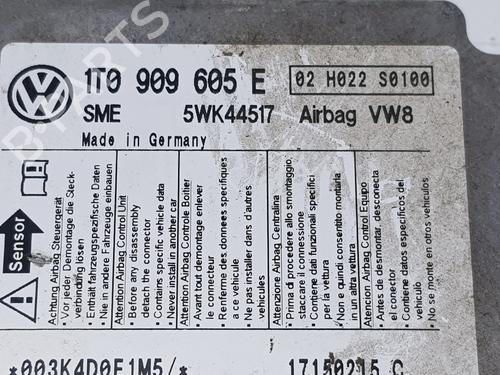 1T0 909 605 E
02 H022 S0100
SME 5WK44517 Airbag VW8
Made in Germany
Sensor
Achtung Airbag Steuergerät
• Vor jeder Demontage die Steck-
verbindung lösen
• Enthält fahrzeugspezifische Daten
• Nie in andere Fahrzeuge einbauen
Attention Airbag Control Unit
• Before any disassembly
detach the connector
• Contains specific vehicle data
• Never install in another car
Attention Airbag Controle Boitier
• Avant tout demontage enlever
le connecteur
• Renferme des donnees specifiques
a ce vehicule
• Ne pas installer dans d'autres
vehicules
Attenzione Airbag Centralina
• Prima di procedere allo smontaggio,
staccare il connessione
• Contiene dati funzionali specifici
per la vettura
• Non e quindi consentito montarla
in un altra vettura
Atencion Airbag Control Equipo
• Antes de desmontar, desconecta
el conector
• Contiene datos especificos del
vehiculo
• No se monte en otros vehiculos
*003K4D0F1M5/*
17150215 C
B-PARTS